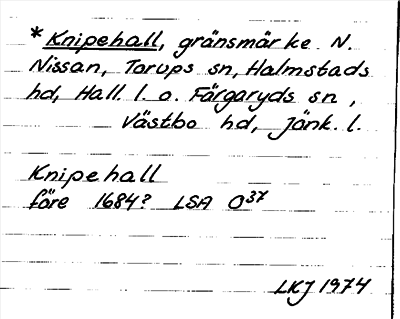 *Knipehall, gränsmärke N.
Nissan, Torups sn, Halmstads
hd, Hall. l. o. Färgaryds sn,
Västbo hd, Jönk. l.
Knipehall
före 1684? LSA O37
LKJ 1974